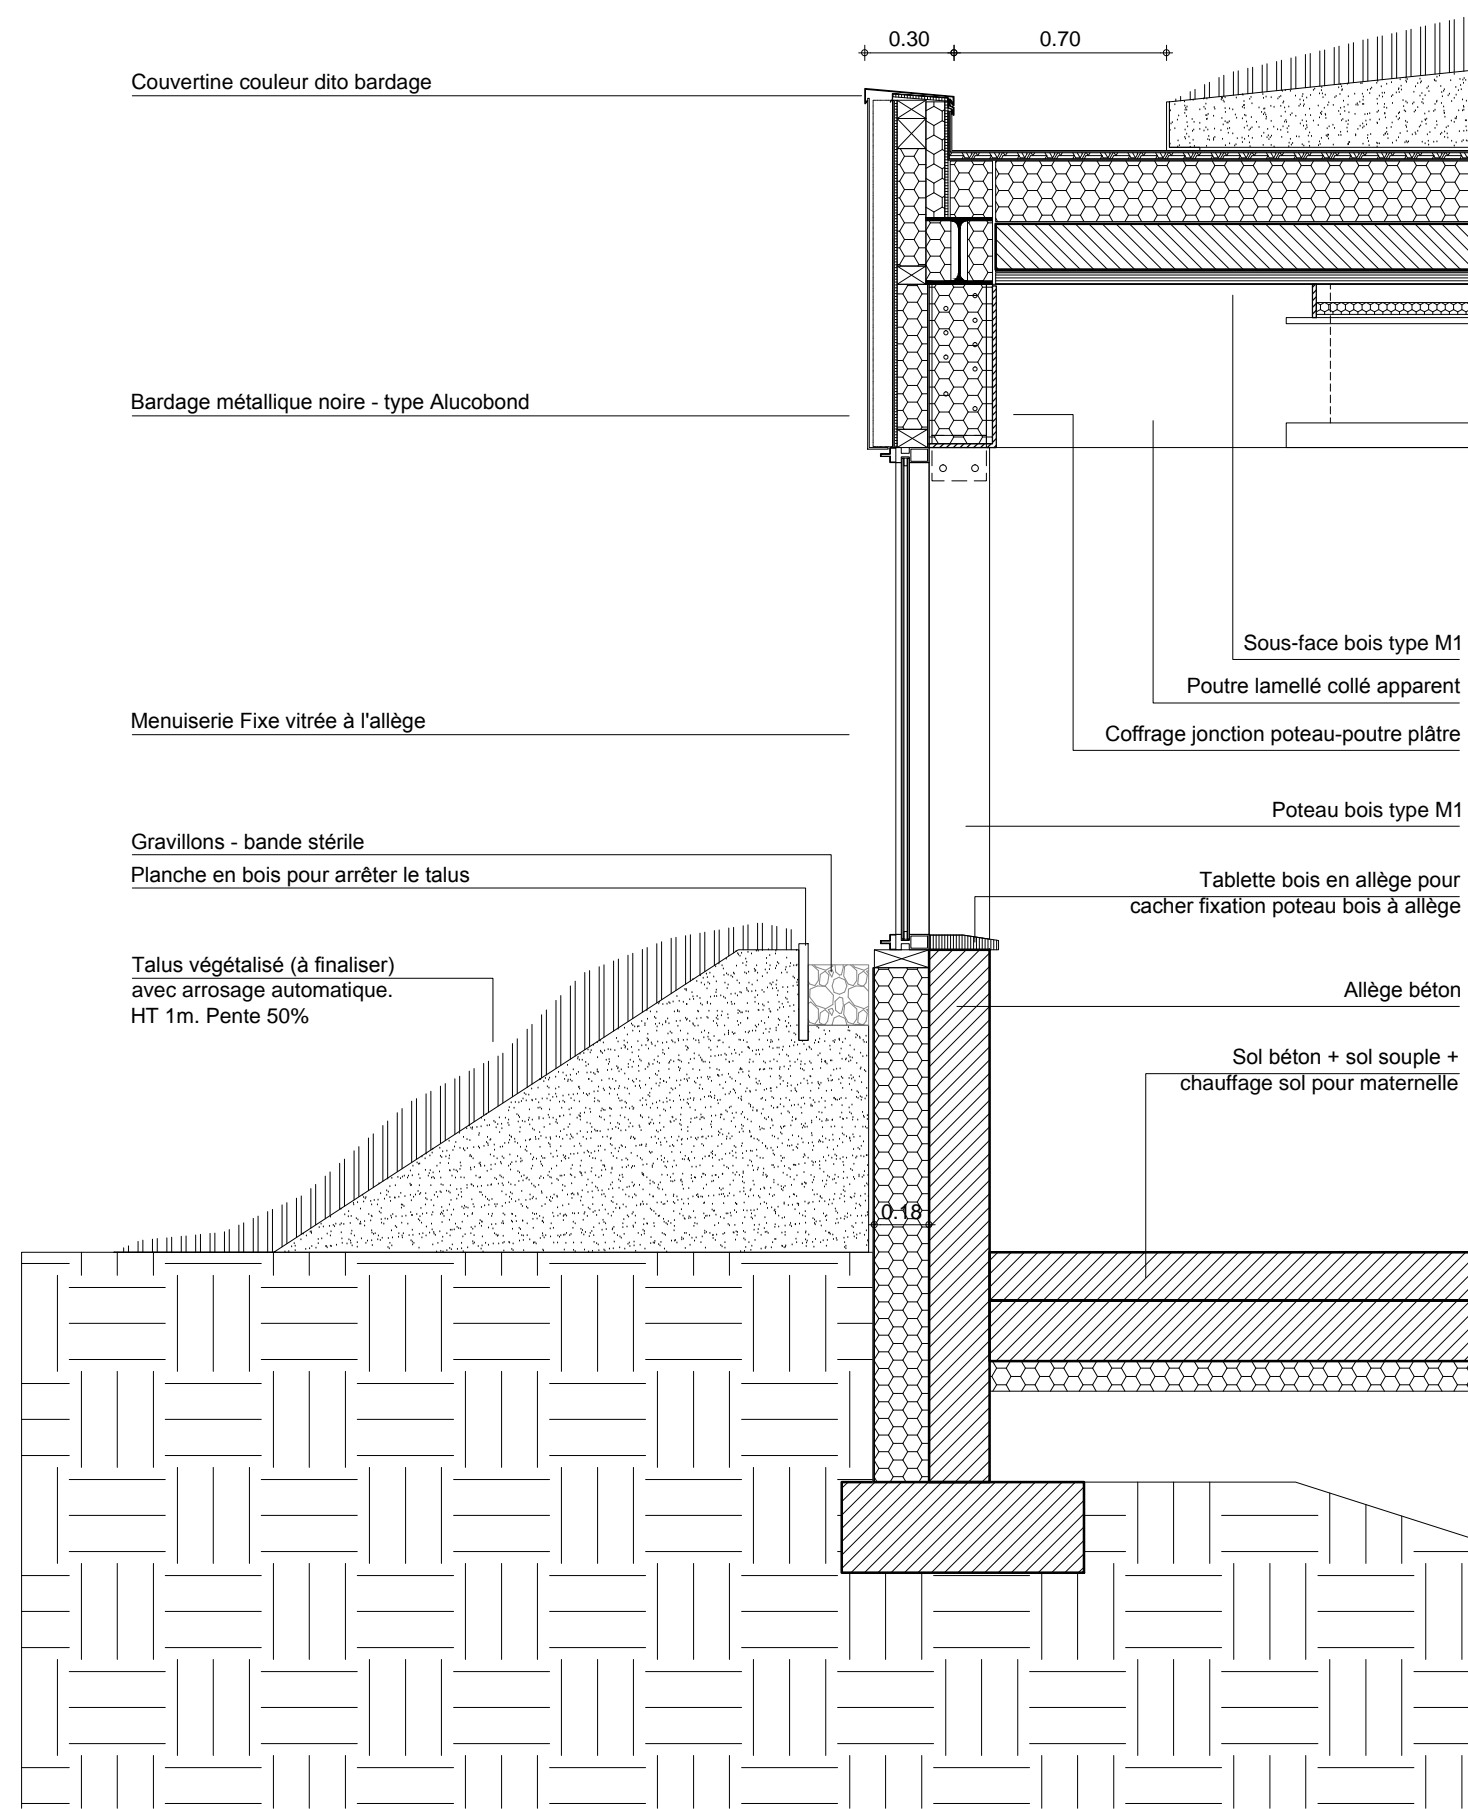 0.30
0.70
Couvertine couleur dito bardage
Bardage métallique noire - type Alucobond
Sous-face bois type M1
Poutre lamellé collé apparent
Menuiserie Fixe vitrée à l'allège
Coffrage jonction poteau-poutre plâtre
Poteau bois type M1
Gravillons - bande stérile
Planche en bois pour arrêter le talus
Tablette bois en allège pour
cacher fixation poteau bois à allège
Talus végétalisé (à finaliser)
avec arrosage automatique.
HT 1m. Pente 50%
Allège béton
Sol béton + sol souple +
chauffage sol pour maternelle
0.18